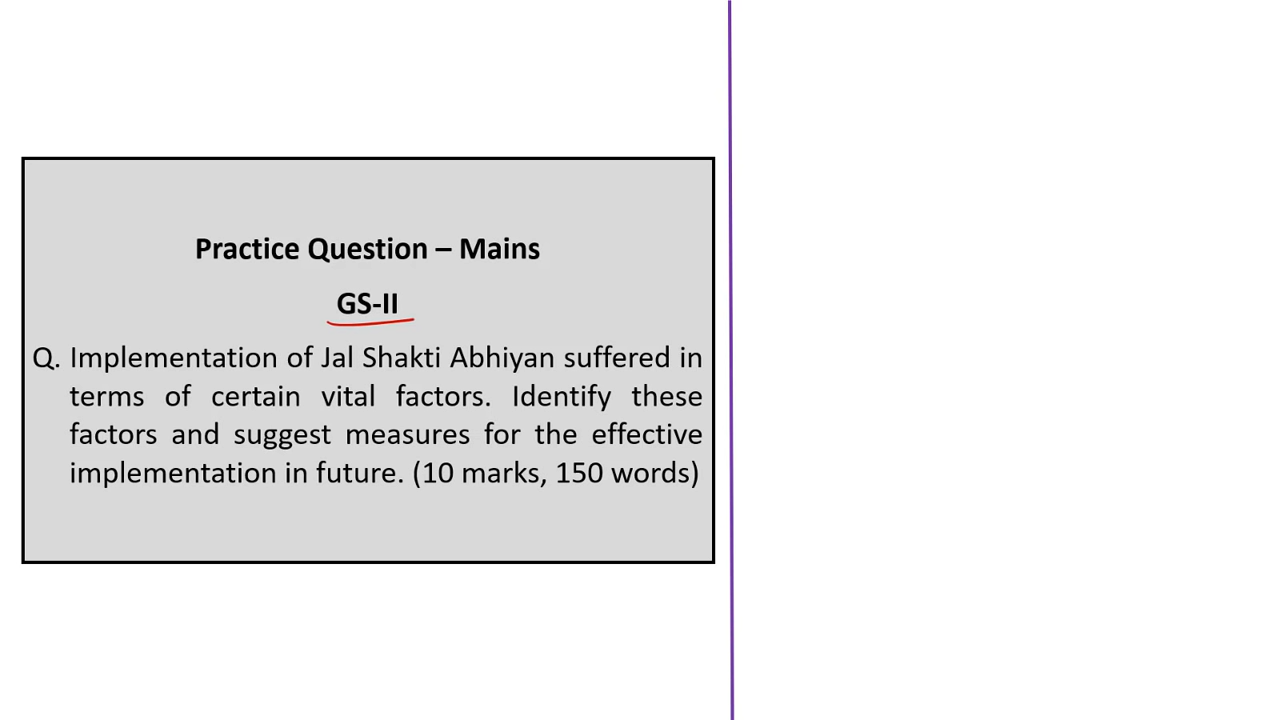 Practice Question – Mains
GS-II
Q. Implementation of Jal Shakti Abhiyan suffered in
terms of certain vital factors. Identify these
factors and suggest measures for the effective
implementation in future. (10 marks, 150 words)